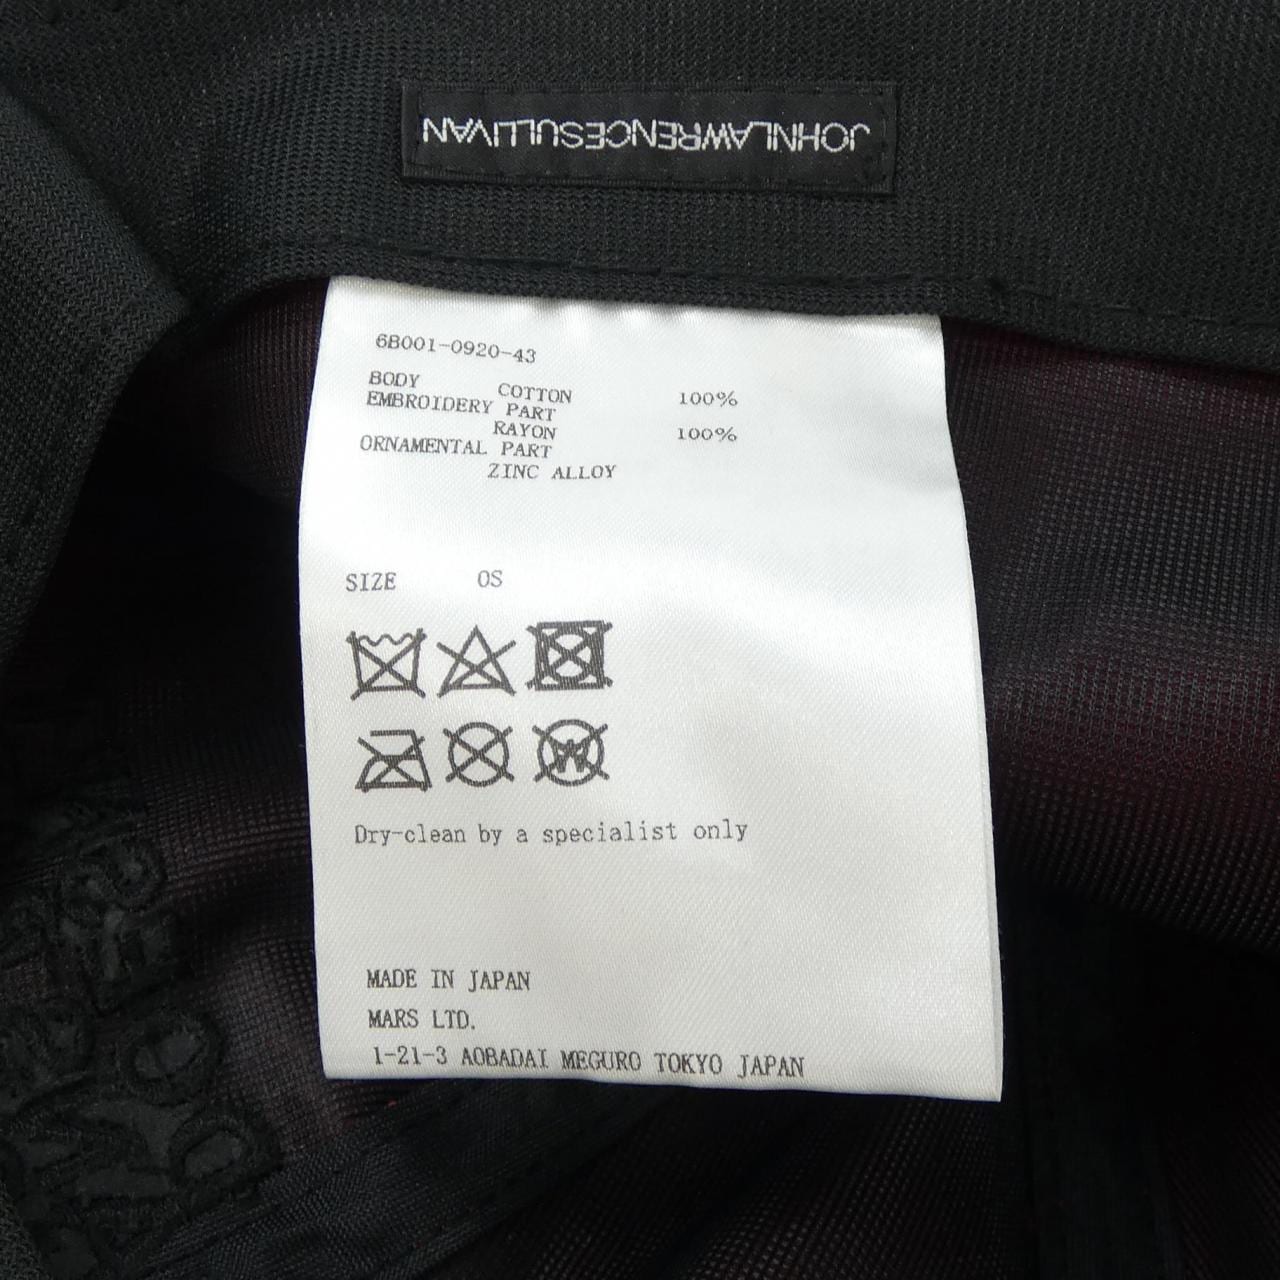 JOHNLAWRENCESULLIVAN
6B001-0920-43
BODY COTTON 100%
EMBROIDERY PART
RAYON 100%
ORNAMENTAL PART
ZINC ALLOY
SIZE OS
W
Dry-clean by a specialist only
MADE IN JAPAN
MARS LTD.
1-21-3 AOBADAI MEGURO TOKYO JAPAN